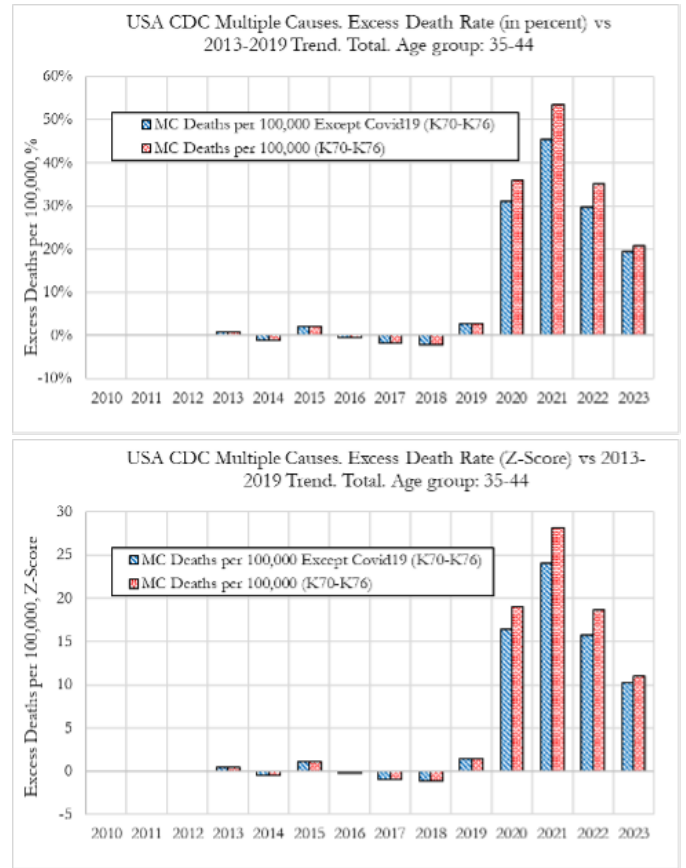 USA CDC Multiple Causes. Excess Death Rate (in percent) vs
2013-2019 Trend. Total. Age group: 35-44
Excess Deaths per 100,000, %
60%
50%
40%
30%
20%
10%
0%
-10%
MC Deaths per 100,000 Except Covid19 (K70-K76)
MC Deaths per 100,000 (K70-K76)
2010 2011 2012 2013 2014 2015 2016 2017 2018 2019 2020 2021 2022 2023
USA CDC Multiple Causes. Excess Death Rate (Z-Score) vs 2013-
2019 Trend. Total. Age group: 35-44
Excess Deaths per 100,000, Z-Score
30
25
20
15
10
5
0
-5
MC Deaths per 100,000 Except Covid19 (K70-K76)
MC Deaths per 100,000 (K70-K76)
2010 2011 2012 2013 2014 2015 2016 2017 2018 2019 2020 2021 2022 2023